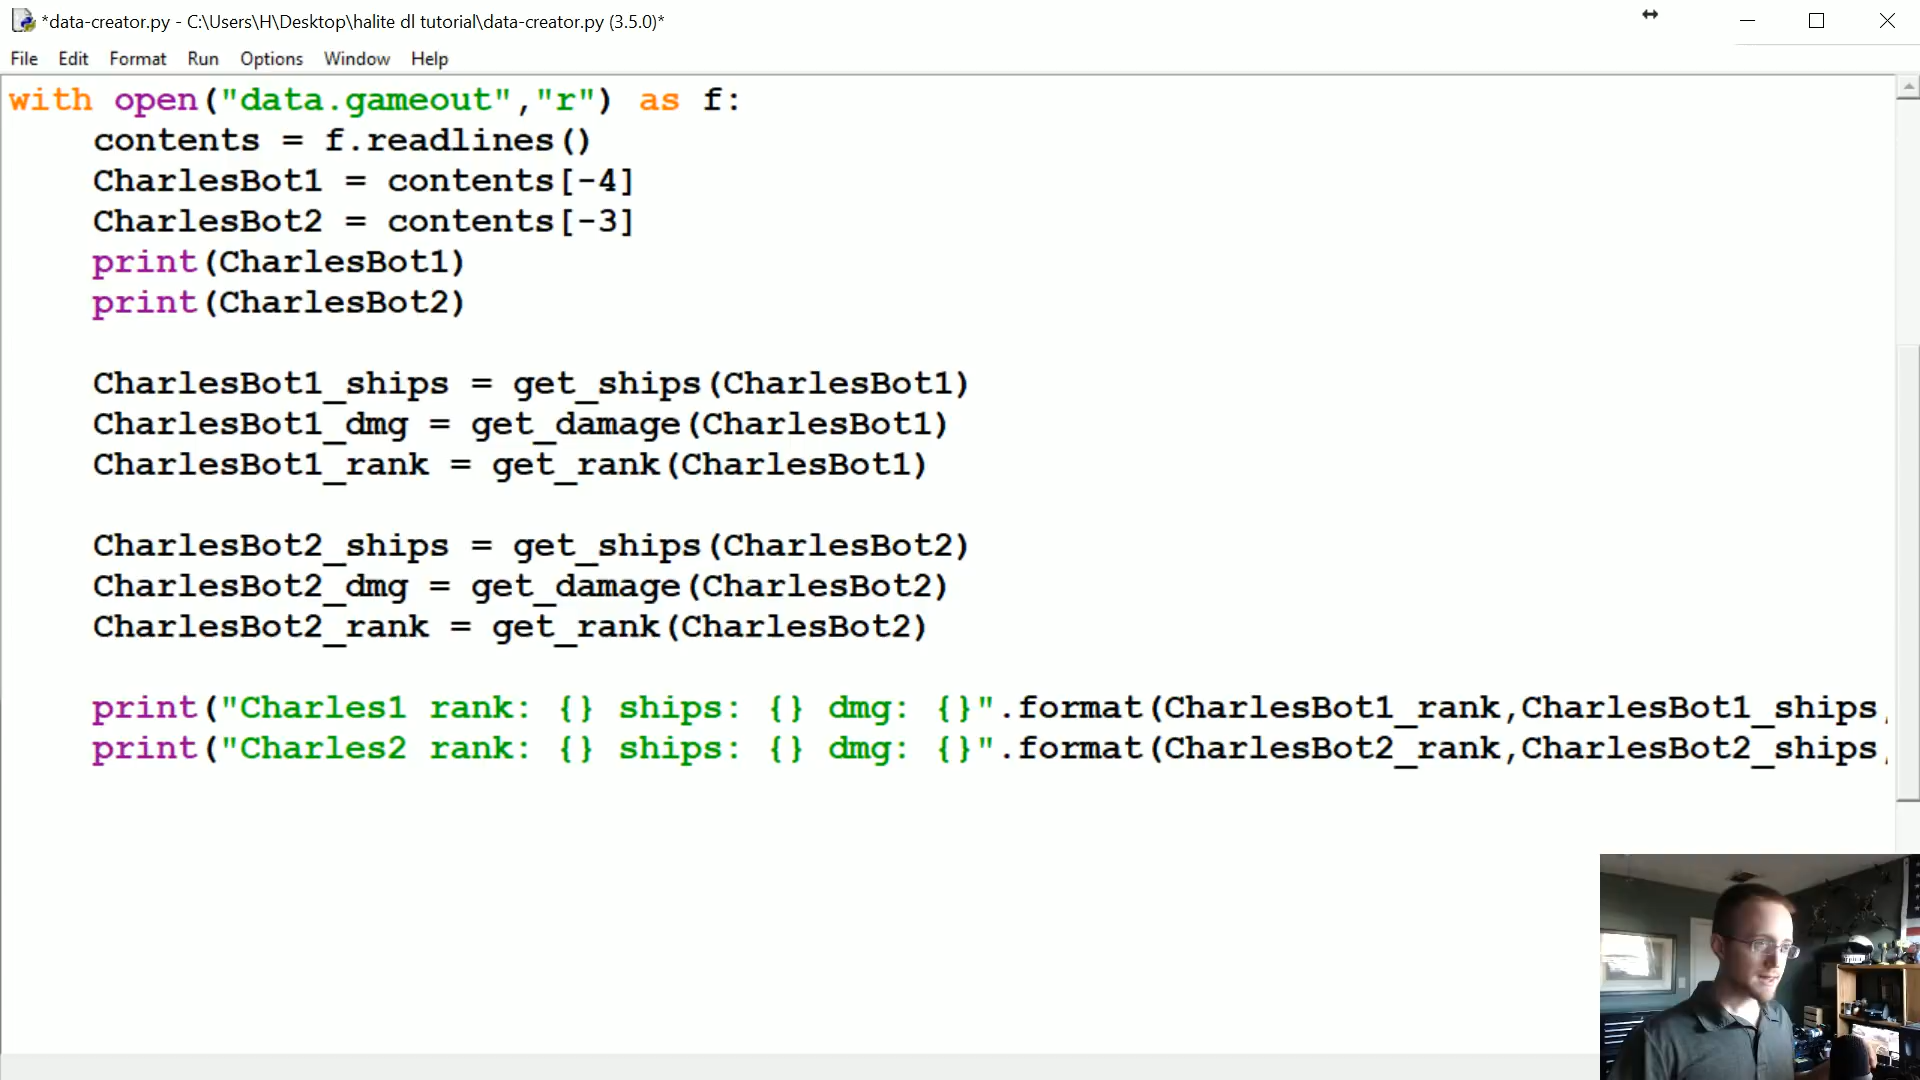 *data-creator.py - C:\Users\H\Desktop\halite dl tutorial\data-creator.py (3.5.0)*
File Edit Format Run Options Window Help
with open("data.gameout","r") as f:
    contents = f.readlines()
    CharlesBot1 = contents[-4]
    CharlesBot2 = contents[-3]
    print(CharlesBot1)
    print(CharlesBot2)
    CharlesBot1_ships = get_ships(CharlesBot1)
    CharlesBot1_dmg = get_damage(CharlesBot1)
    CharlesBot1_rank = get_rank(CharlesBot1)
    CharlesBot2_ships = get_ships(CharlesBot2)
    CharlesBot2_dmg = get_damage(CharlesBot2)
    CharlesBot2_rank = get_rank(CharlesBot2)
    print("Charles1 rank: {} ships: {} dmg: {}".format(CharlesBot1_rank,CharlesBot1_ships,
    print("Charles2 rank: {} ships: {} dmg: {}".format(CharlesBot2_rank,CharlesBot2_ships,